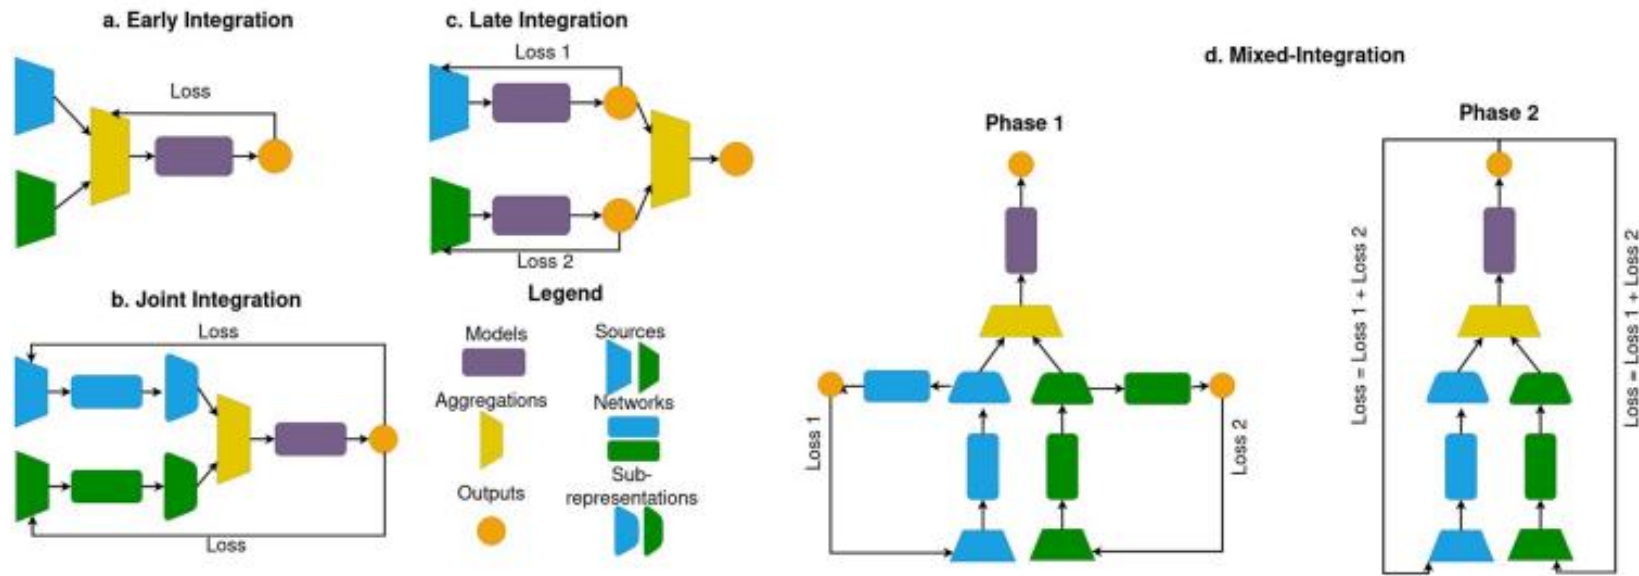 a. Early Integration
Loss
b. Joint Integration
Loss
Loss
c. Late Integration
Loss 1
Loss 2
Legend
Models
Sources
Aggregations
Networks
Outputs
Sub-
representations
d. Mixed-Integration
Phase 1
Loss 1
Loss 2
Phase 2
Loss = Loss 1 + Loss 2
Loss = Loss 1 + Loss 2